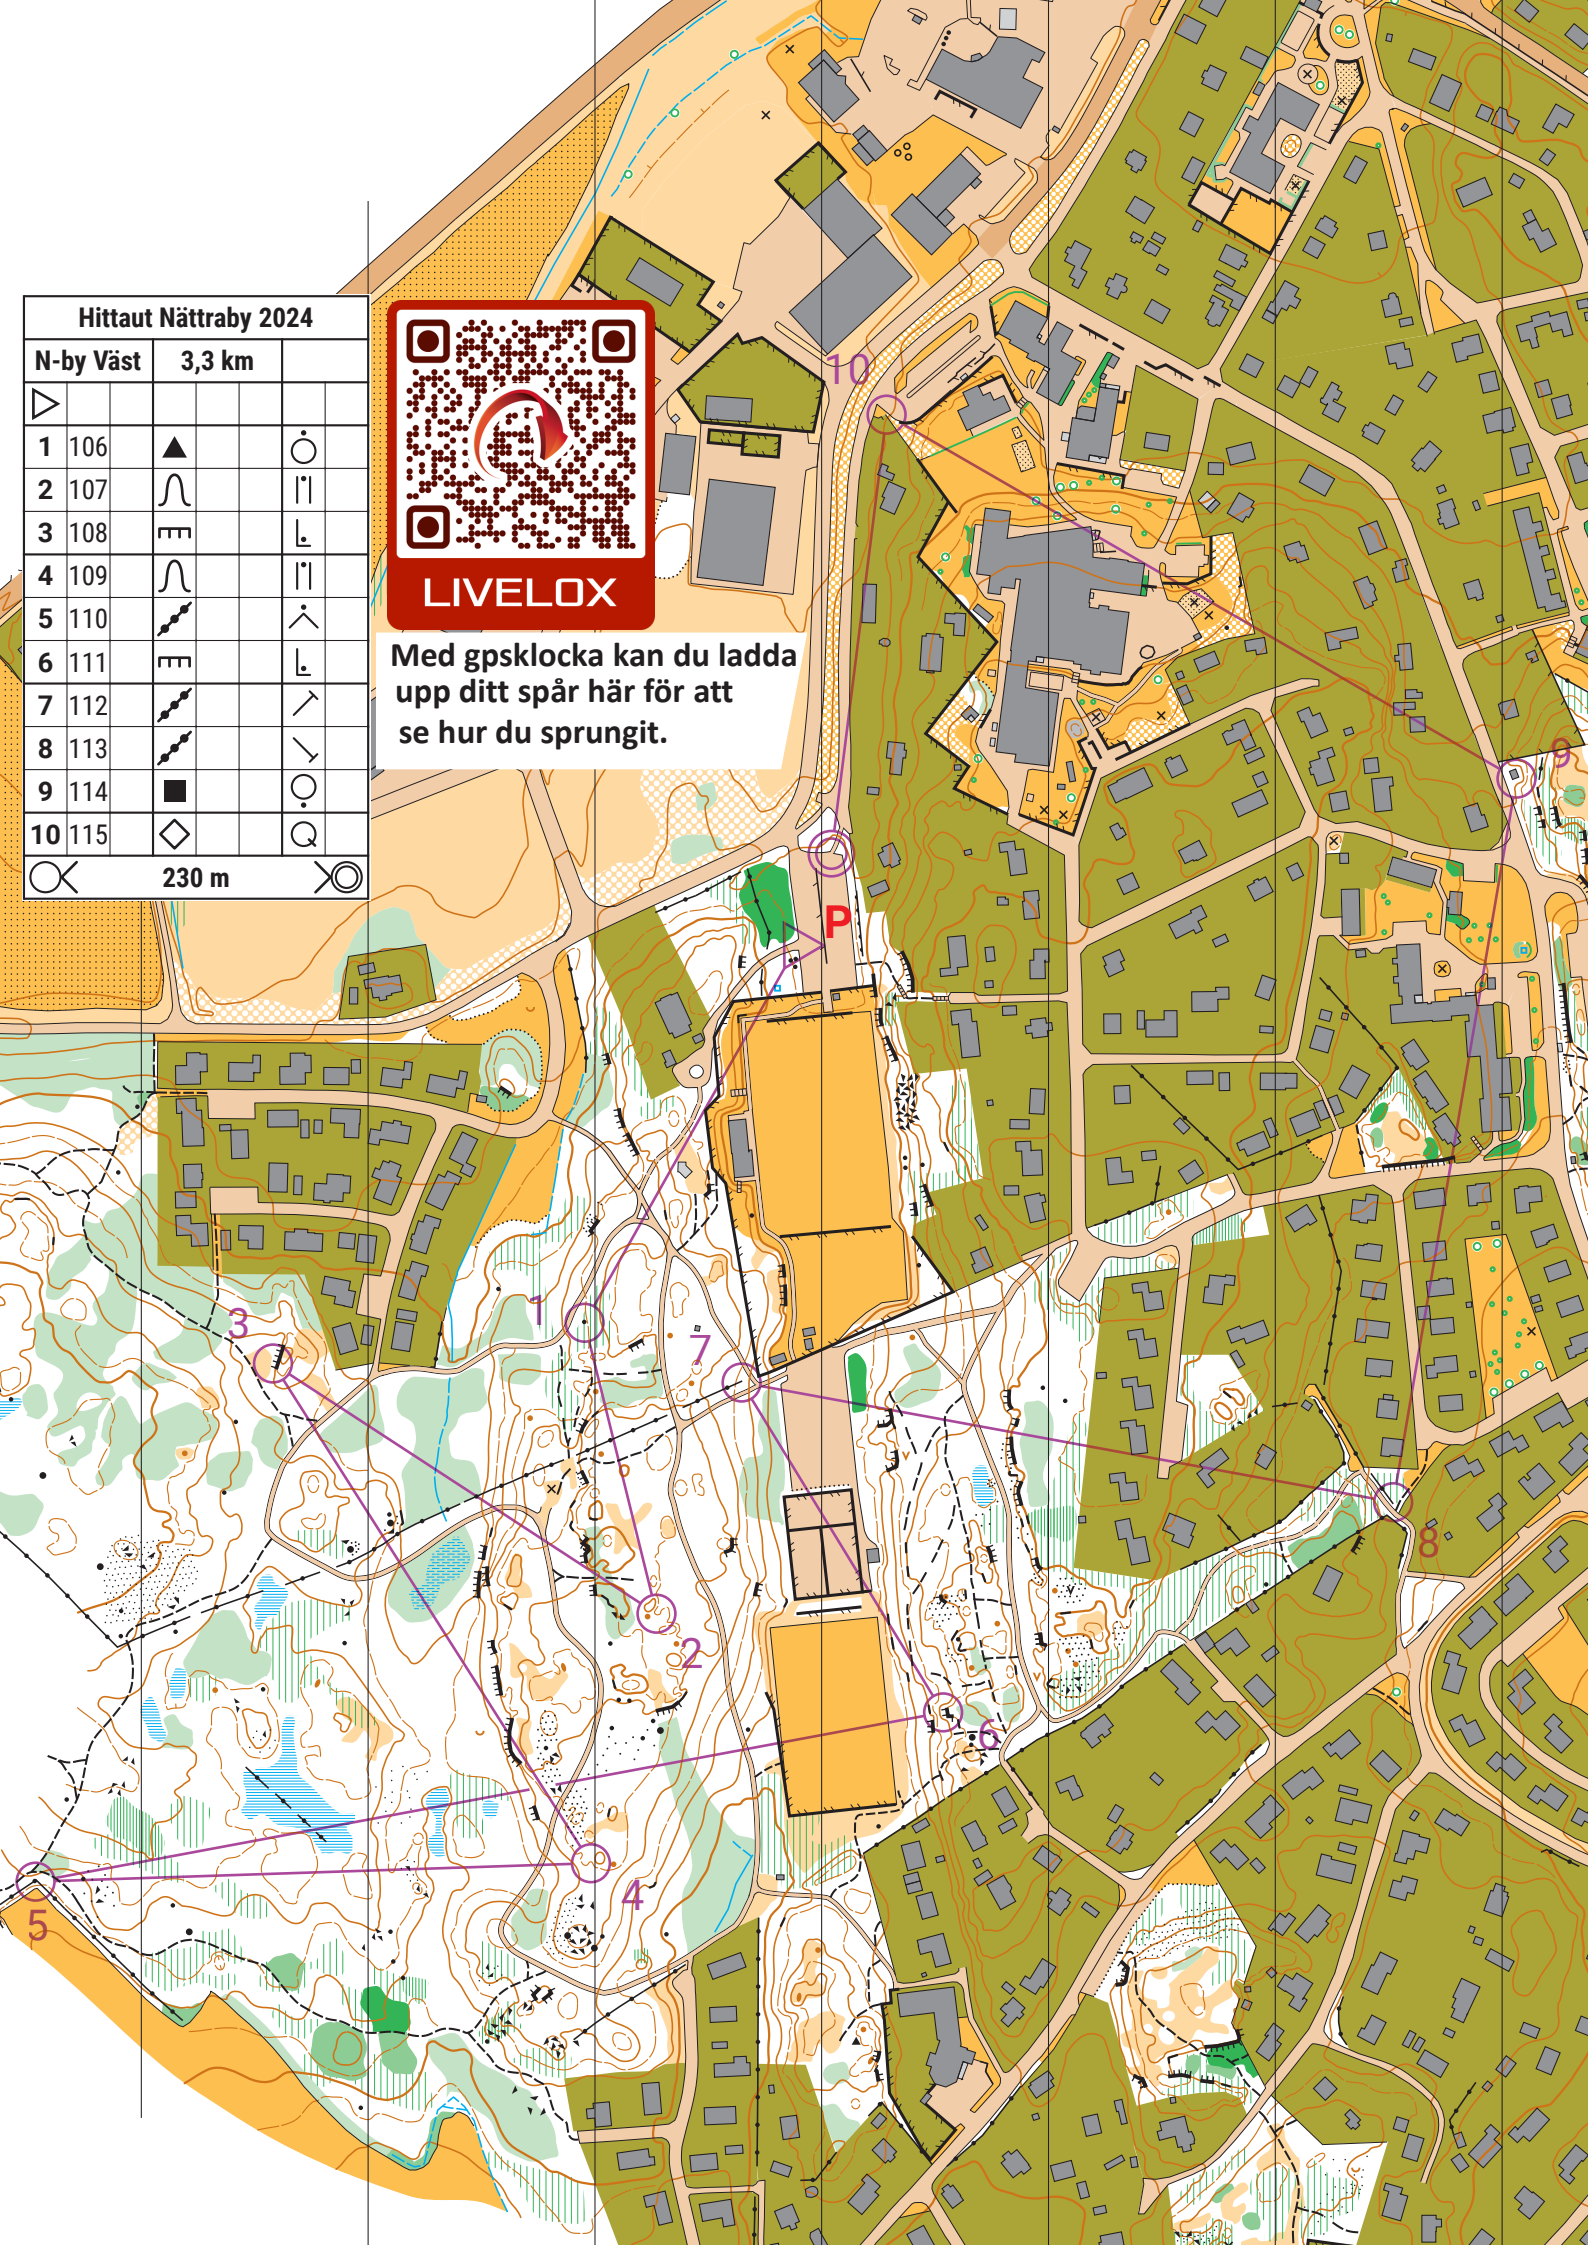 Hittaut Nättraby 2024
N-by Väst 3,3 km
1 106
2 107
3 108
4 109
5 110
6 111
7 112
8 113
9 114
10 115
230 m
LIVELOX
Med gpsklocka kan du ladda
upp ditt spår här för att
se hur du sprungit.
10
9
P
3
1
7
8
2
6
4
5